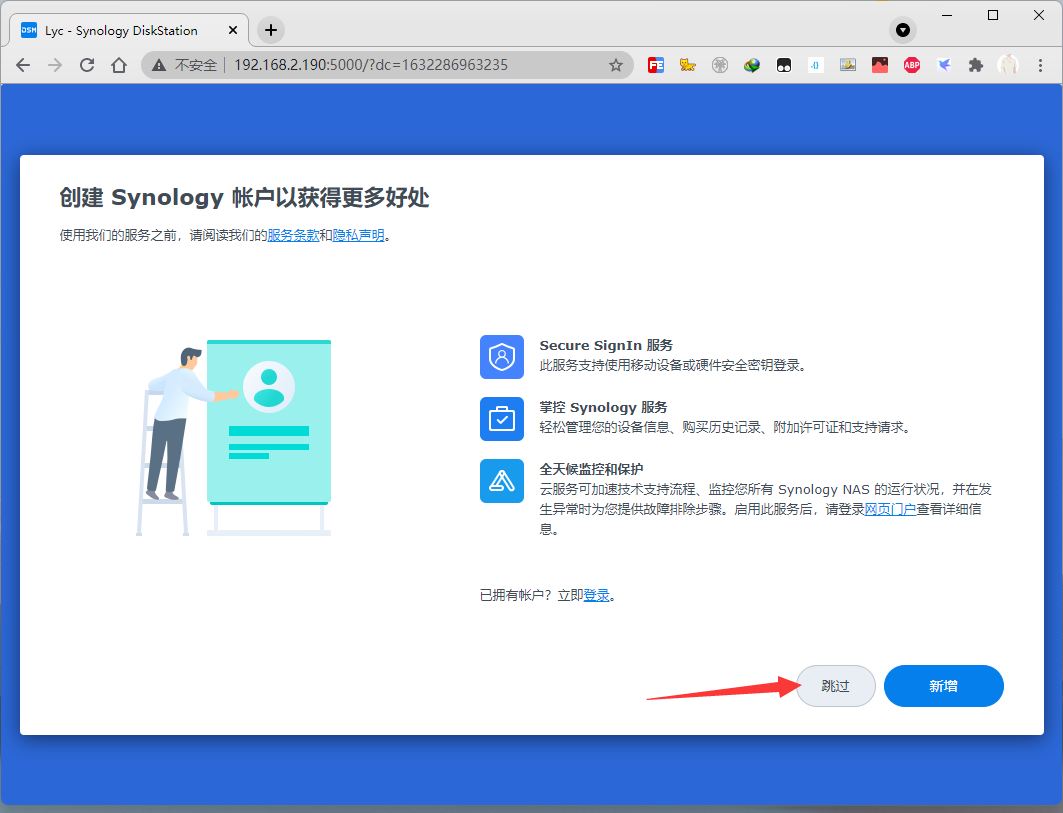 DSM Lyc - Synology DiskStation
不安全 192.168.2.190:5000/?dc=1632286963235
ABP
创建 Synology 帐户以获得更多好处
使用我们的服务之前，请阅读我们的服务条款和隐私声明。
Secure SignIn 服务
此服务支持使用移动设备或硬件安全密钥登录。
掌控 Synology 服务
轻松管理您的设备信息、购买历史记录、附加许可证和支持请求。
全天候监控和保护
云服务可加速技术支持流程、监控您所有 Synology NAS 的运行状况，并在发
生异常时为您提供故障排除步骤。启用此服务后，请登录网页门户查看详细信
息。
已拥有帐户？立即登录。
跳过 新增